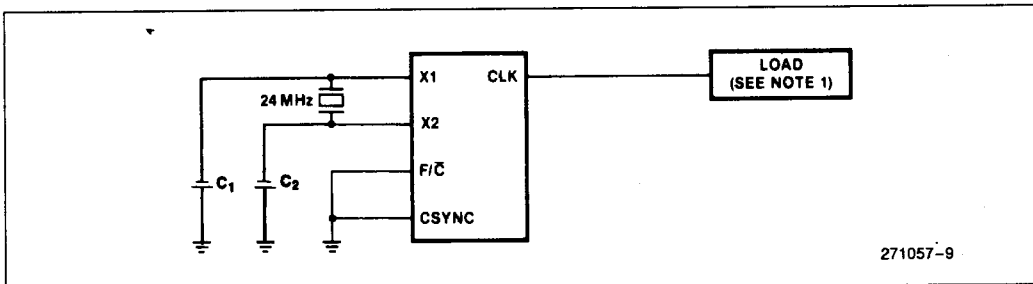 X1
CLK
LOAD
(SEE NOTE 1)
24 MHz
X2
F/C̅
C₁
C₂
CSYNC
271057-9